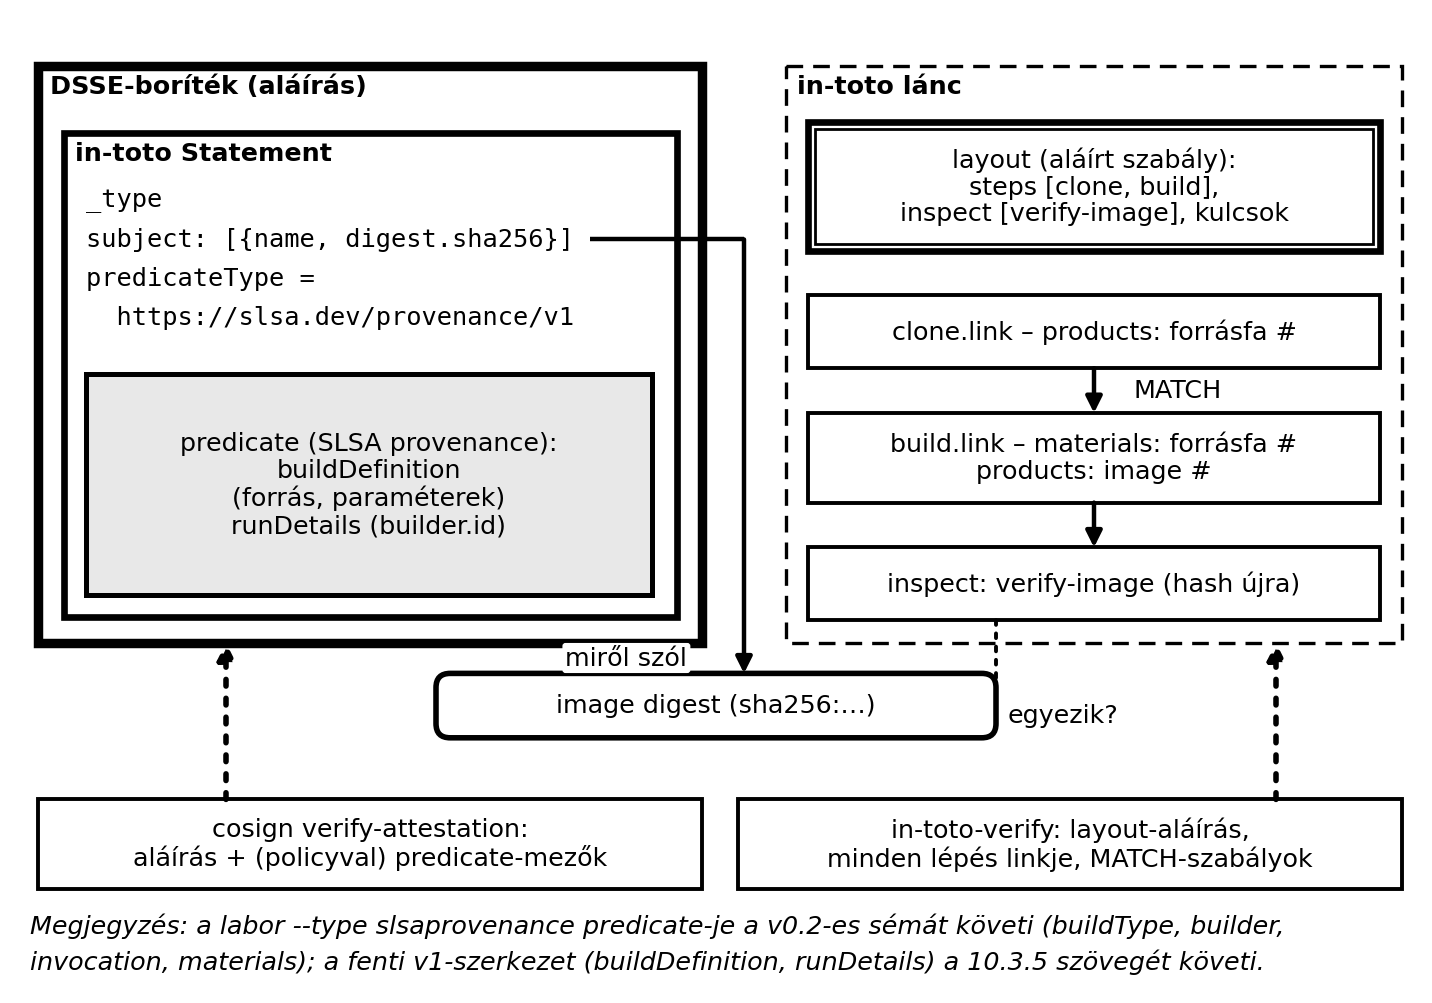 DSSE-boríték (aláírás)
in-toto Statement
_type
subject: [{name, digest.sha256}]
predicateType =
https://slsa.dev/provenance/v1
predicate (SLSA provenance):
buildDefinition
(forrás, paraméterek)
runDetails (builder.id)
in-toto lánc
layout (aláírt szabály):
steps [clone, build],
inspect [verify-image], kulcsok
clone.link – products: forrásfa #
MATCH
build.link – materials: forrásfa #
products: image #
inspect: verify-image (hash újra)
miről szól
image digest (sha256:…)
egyezik?
cosign verify-attestation:
aláírás + (policyval) predicate-mezők
in-toto-verify: layout-aláírás,
minden lépés linkje, MATCH-szabályok
Megjegyzés: a labor --type slsaprovenance predicate-je a v0.2-es sémát követi (buildType, builder,
invocation, materials); a fenti v1-szerkezet (buildDefinition, runDetails) a 10.3.5 szövegét követi.